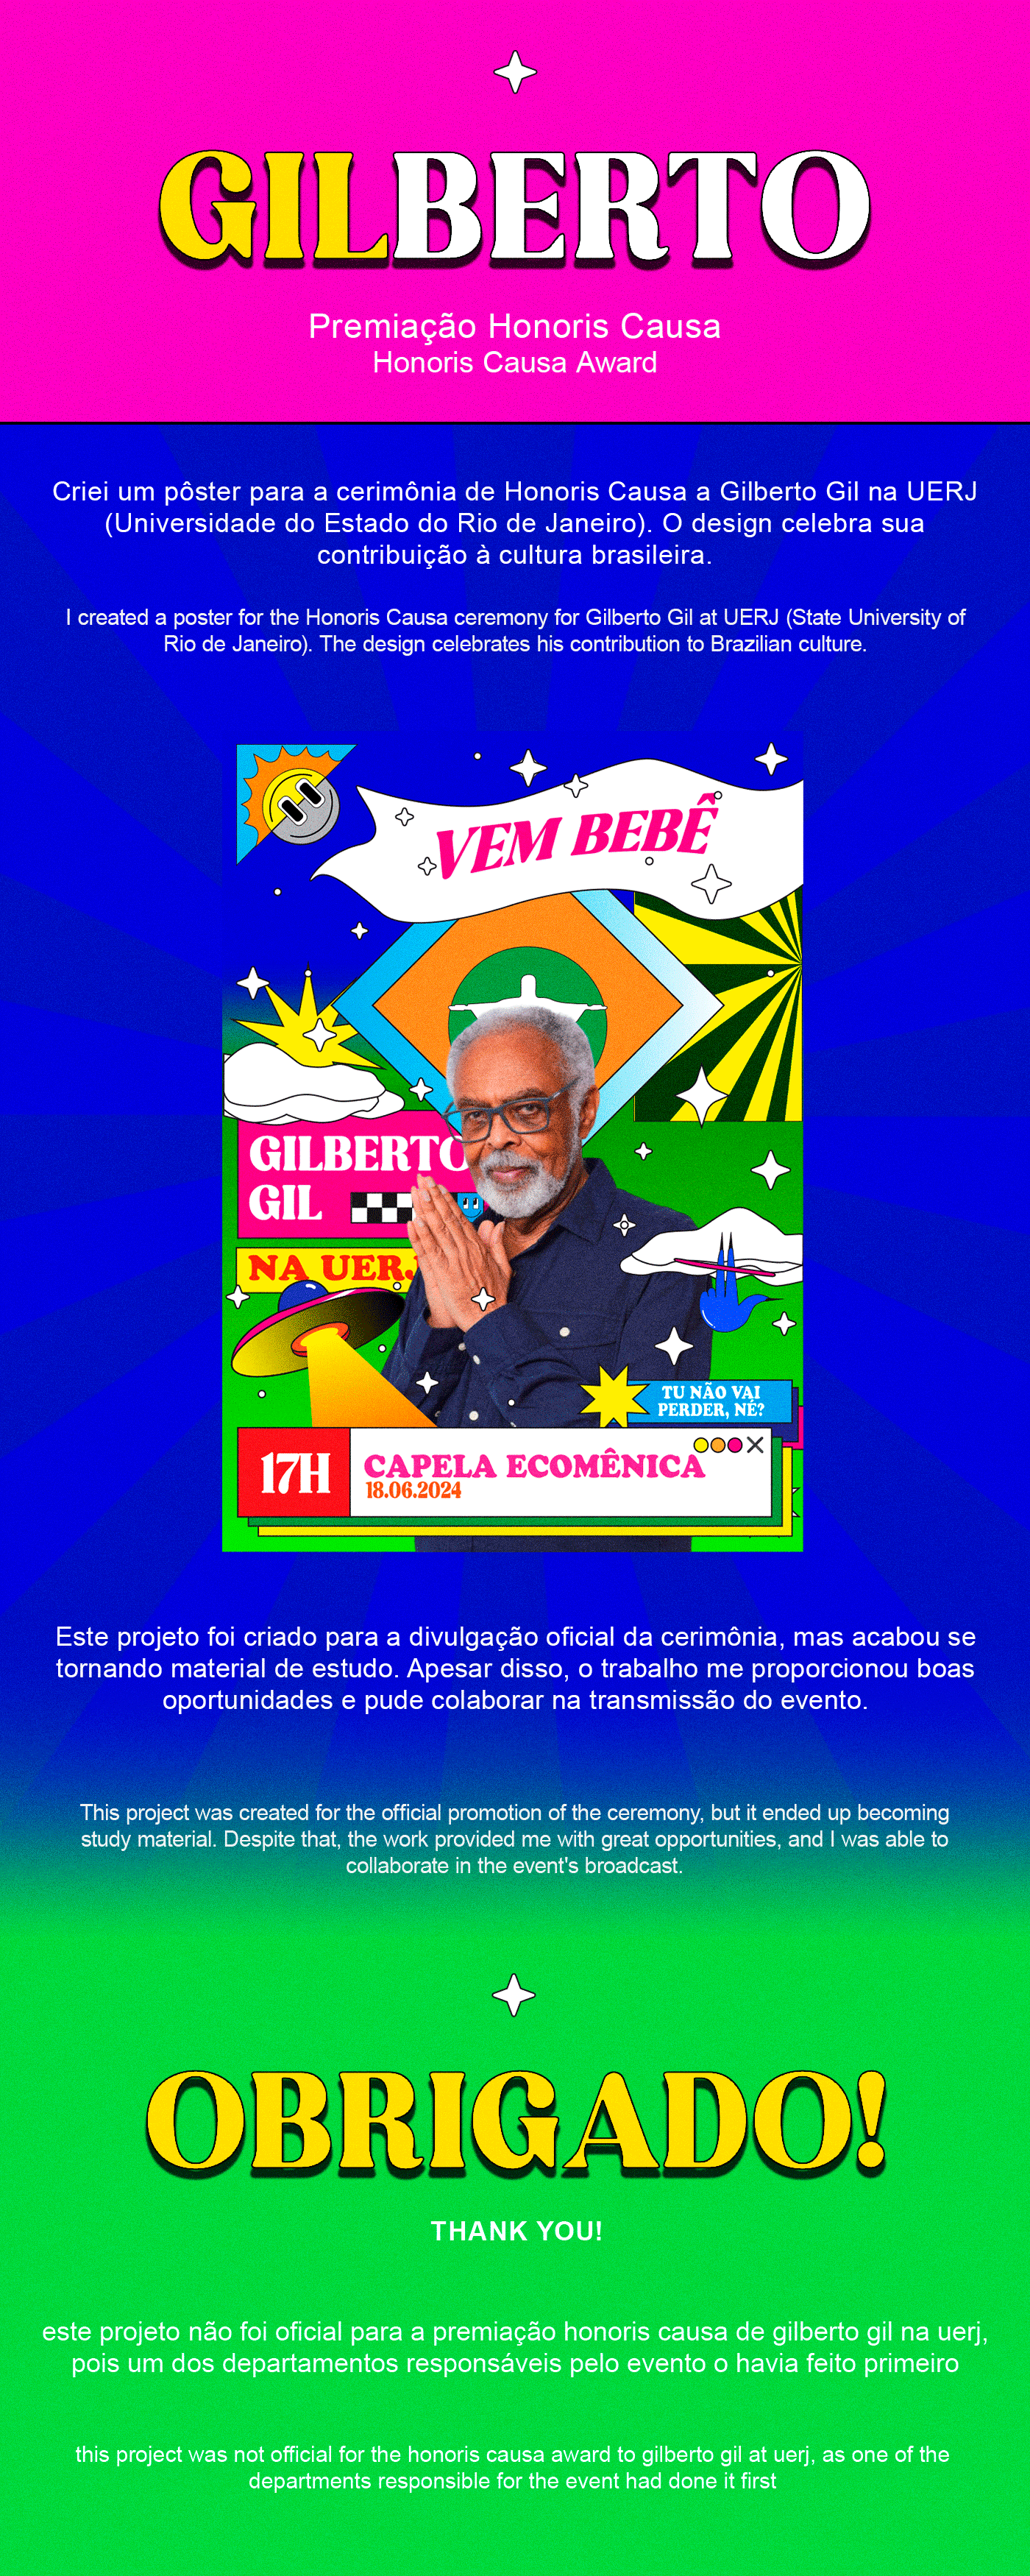 GILBERTO
Premiação Honoris Causa
Honoris Causa Award
Criei um pôster para a cerimônia de Honoris Causa a Gilberto Gil na UERJ
(Universidade do Estado do Rio de Janeiro). O design celebra sua
contribuição à cultura brasileira.
I created a poster for the Honoris Causa ceremony for Gilberto Gil at UERJ (State University of
Rio de Janeiro). The design celebrates his contribution to Brazilian culture.
VEM BEBÊ
GILBERTO
GIL
NA UERJ
TU NÃO VAI
PERDER, NÉ?
17H
CAPELA ECOMÊNICA
18.06.2024
Este projeto foi criado para a divulgação oficial da cerimônia, mas acabou se
tornando material de estudo. Apesar disso, o trabalho me proporcionou boas
oportunidades e pude colaborar na transmissão do evento.
This project was created for the official promotion of the ceremony, but it ended up becoming
study material. Despite that, the work provided me with great opportunities, and I was able to
collaborate in the event's broadcast.
OBRIGADO!
THANK YOU!
este projeto não foi oficial para a premiação honoris causa de gilberto gil na uerj,
pois um dos departamentos responsáveis pelo evento o havia feito primeiro
this project was not official for the honoris causa award to gilberto gil at uerj, as one of the
departments responsible for the event had done it first